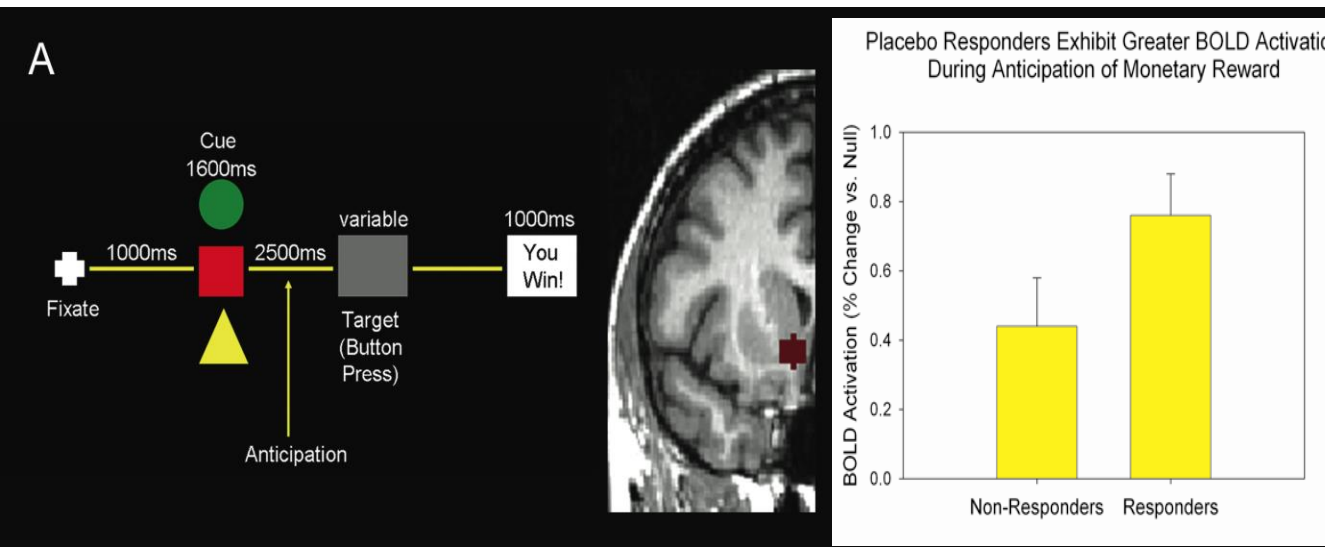 A
Cue
1600ms
1000ms
2500ms
variable
1000ms
You
Win!
Fixate
Target
(Button
Press)
Anticipation
Placebo Responders Exhibit Greater BOLD Activatio
During Anticipation of Monetary Reward
BOLD Activation (% Change vs. Null)
1.0
0.8
0.6
0.4
0.2
0.0
Non-Responders Responders